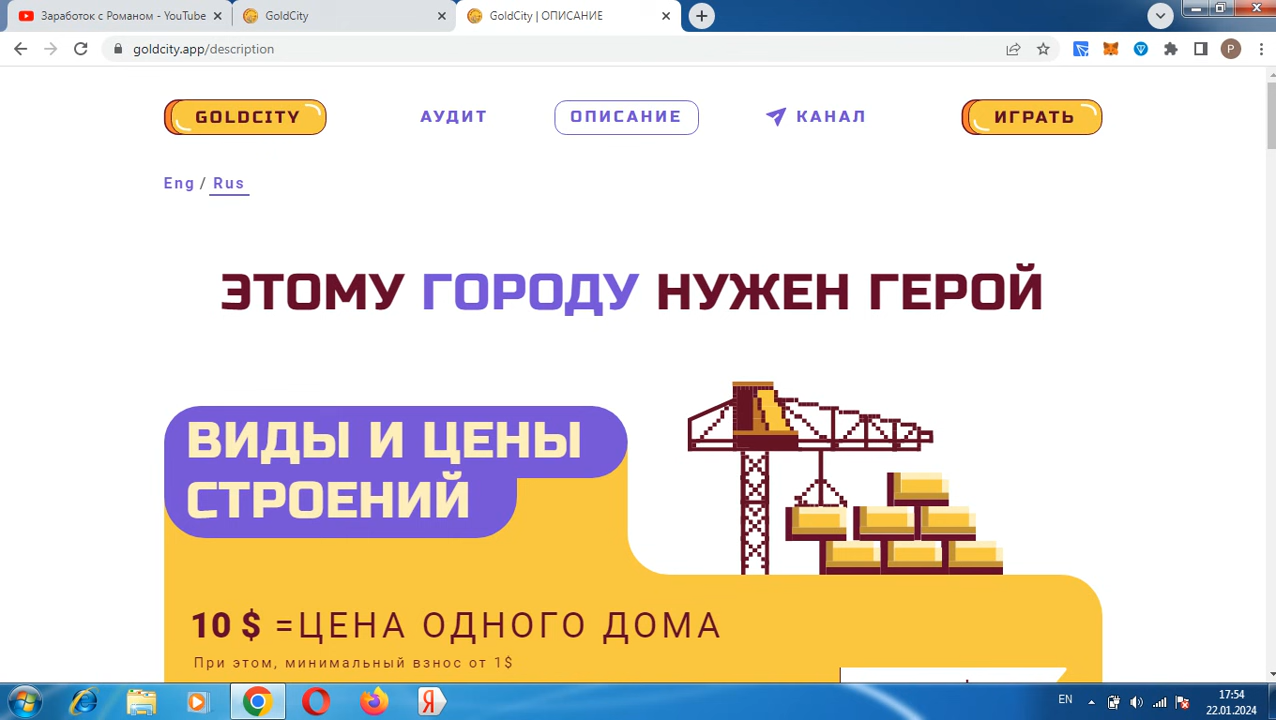 Заработок с Романом - YouTube
GoldCity
GoldCity | ОПИСАНИЕ
goldcity.app/description
P
GOLDCITY
АУДИТ
ОПИСАНИЕ
КАНАЛ
ИГРАТЬ
Eng / Rus
ЭТОМУ ГОРОДУ НУЖЕН ГЕРОЙ
ВИДЫ И ЦЕНЫ
СТРОЕНИЙ
10 $ =ЦЕНА ОДНОГО ДОМА
При этом, минимальный взнос от 1$
EN
17:54
22.01.2024